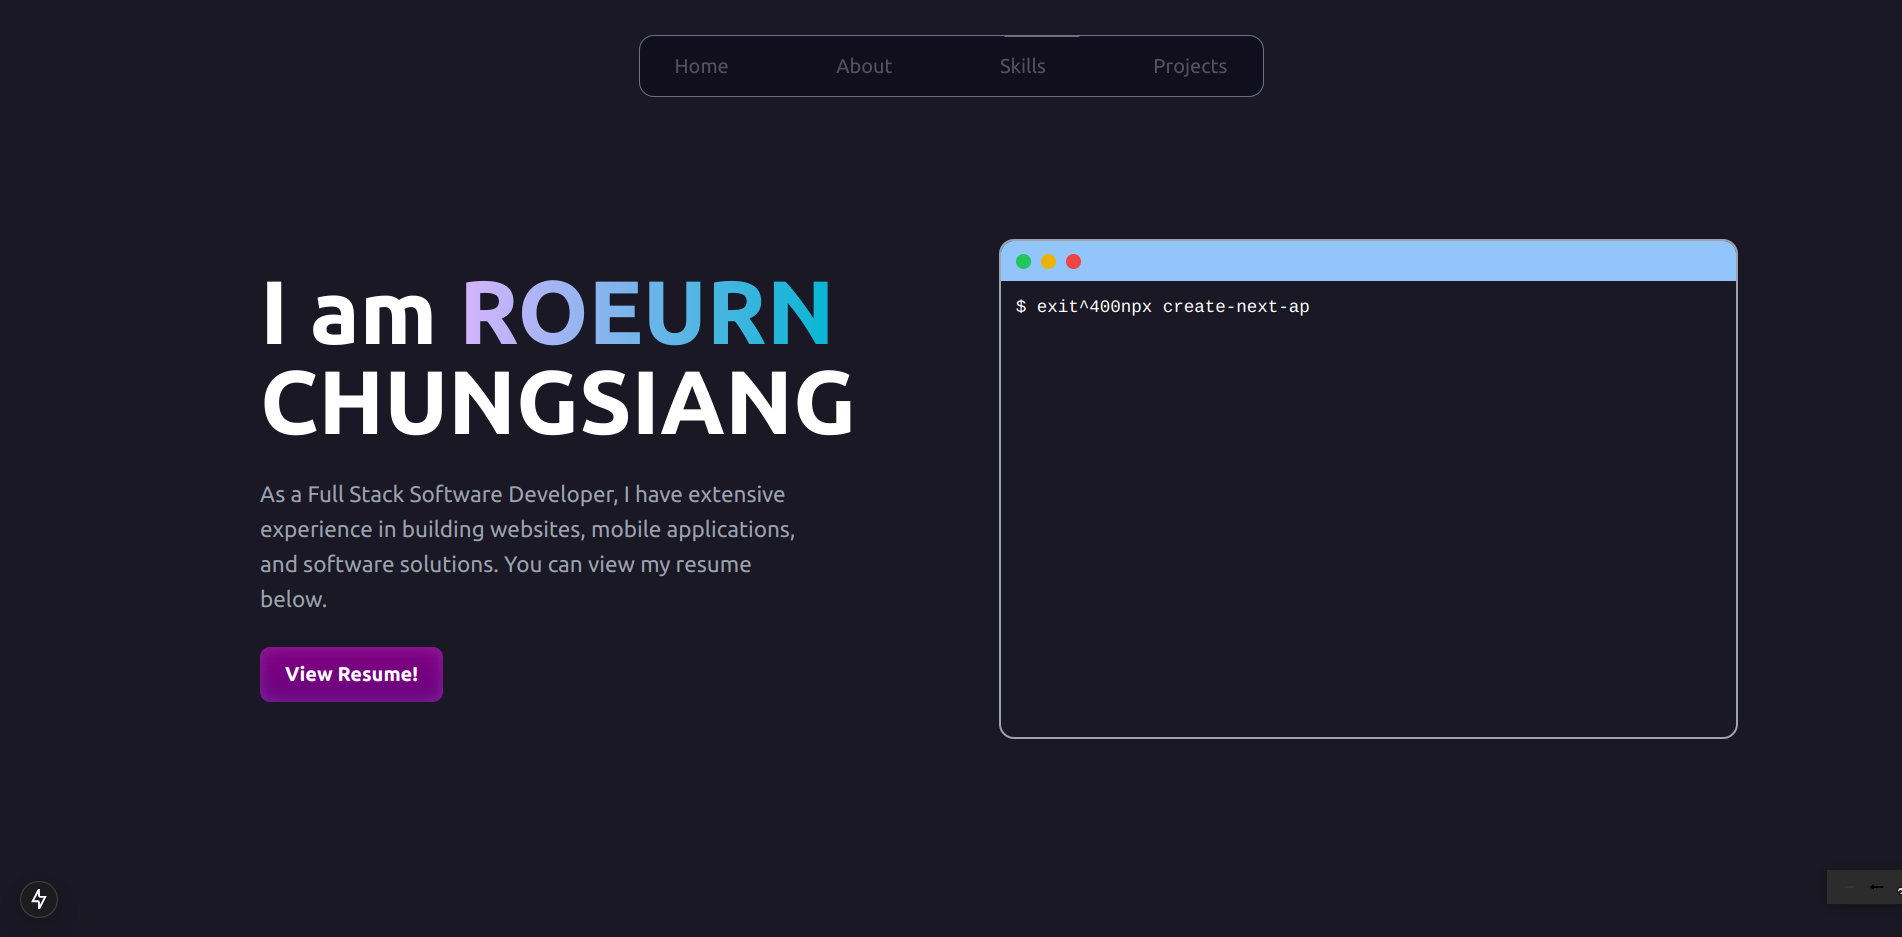 Home About Skills Projects
I am ROEURN
CHUNGSIANG
As a Full Stack Software Developer, I have extensive
experience in building websites, mobile applications,
and software solutions. You can view my resume
below.
View Resume!
$ exit^400npx create-next-ap